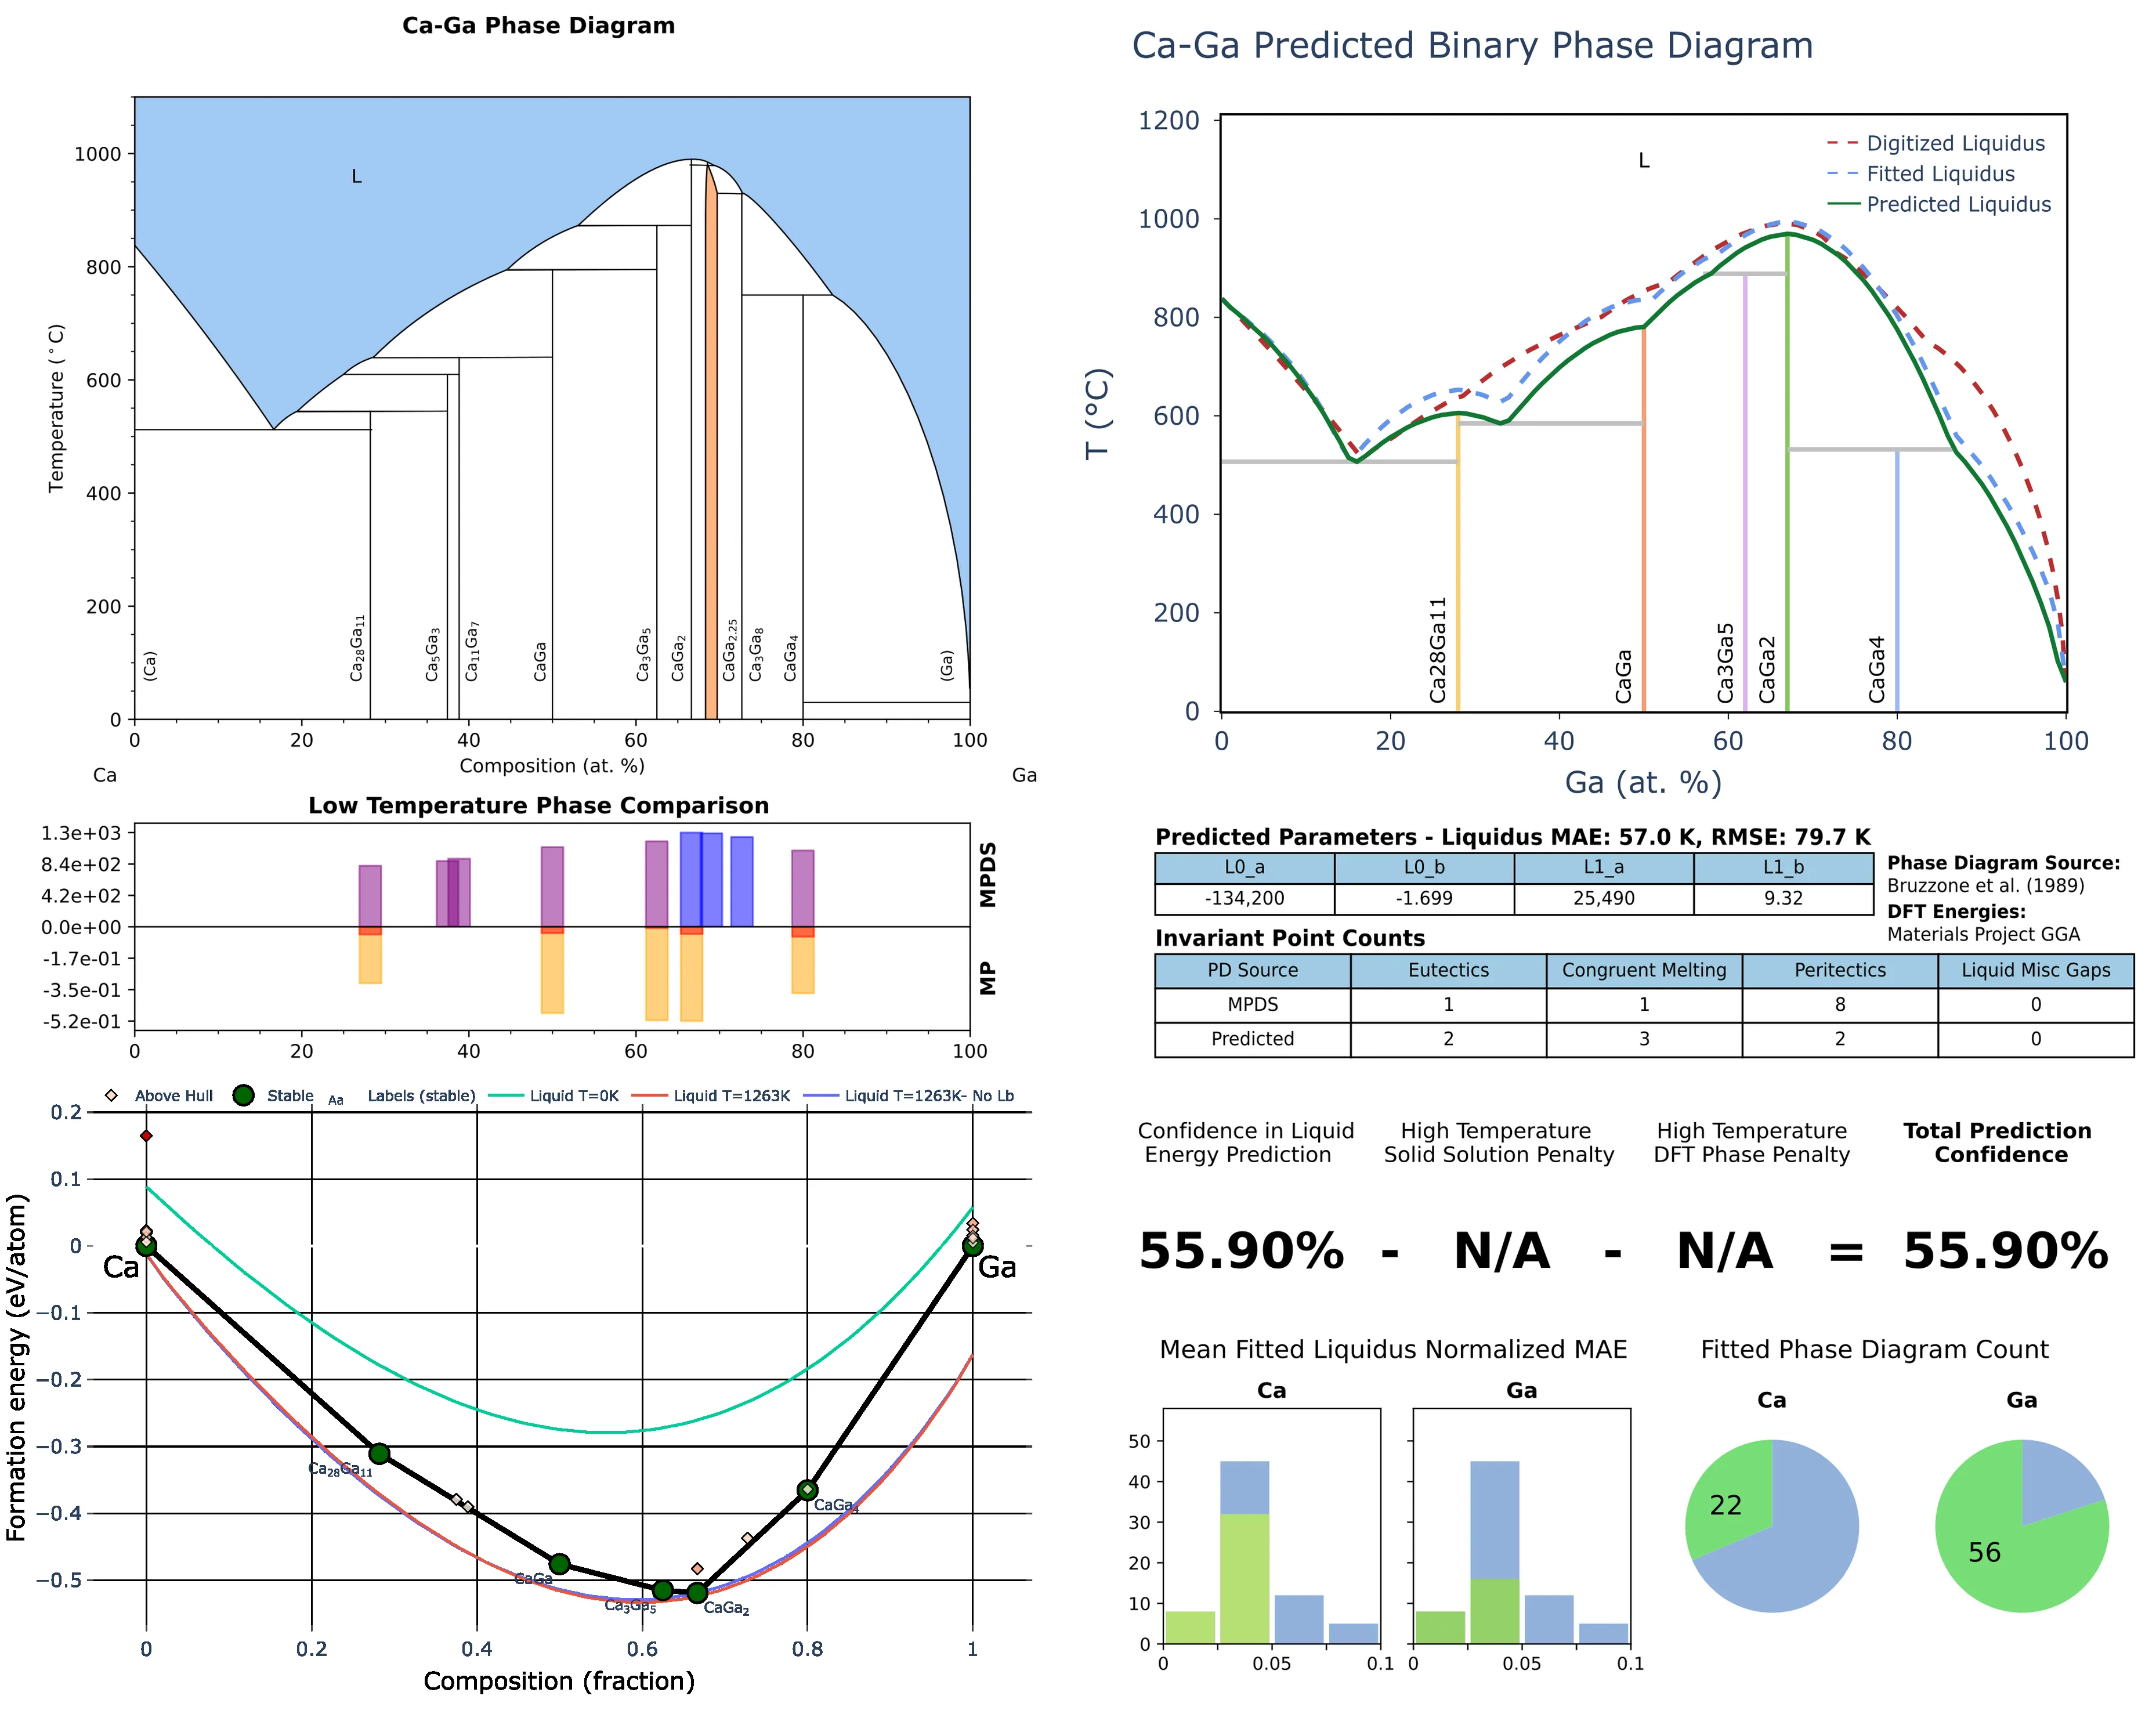 Ca-Ga Phase Diagram
1000
800
600
400
200
0
Temperature (°C)
L
(Ca)
Ca28Ga11
Ca5Ga3
Ca11Ga7
CaGa
Ca3Ga5
CaGa2
CaGa2.25
Ca3Ga8
CaGa4
(Ga)
0 20 40 60 80 100
Composition (at. %)
Ca
Ga
Low Temperature Phase Comparison
1.3e+03
8.4e+02
4.2e+02
0.0e+00
-1.7e-01
-3.5e-01
-5.2e-01
MPDS
MP
0 20 40 60 80 100
Above Hull Stable Aa Labels (stable) Liquid T=0K Liquid T=1263K Liquid T=1263K- No Lb
0.2
0.1
0
−0.1
−0.2
−0.3
−0.4
−0.5
Formation energy (eV/atom)
Ca
Ga
Ca28Ga11
CaGa
Ca3Ga5
CaGa2
CaGa4
0 0.2 0.4 0.6 0.8 1
Composition (fraction)
Ca-Ga Predicted Binary Phase Diagram
1200
1000
800
600
400
200
0
T (°C)
L
Digitized Liquidus
Fitted Liquidus
Predicted Liquidus
Ca28Ga11
CaGa
Ca3Ga5
CaGa2
CaGa4
0 20 40 60 80 100
Ga (at. %)
Predicted Parameters - Liquidus MAE: 57.0 K, RMSE: 79.7 K
L0_a L0_b L1_a L1_b
-134,200 -1.699 25,490 9.32
Phase Diagram Source:
Bruzzone et al. (1989)
DFT Energies:
Materials Project GGA
Invariant Point Counts
PD Source Eutectics Congruent Melting Peritectics Liquid Misc Gaps
MPDS 1 1 8 0
Predicted 2 3 2 0
Confidence in Liquid
Energy Prediction
High Temperature
Solid Solution Penalty
High Temperature
DFT Phase Penalty
Total Prediction
Confidence
55.90% - N/A - N/A = 55.90%
Mean Fitted Liquidus Normalized MAE
Ca
Ga
50
40
30
20
10
0
0 0.05 0.1
0 0.05 0.1
Fitted Phase Diagram Count
Ca
Ga
22
56